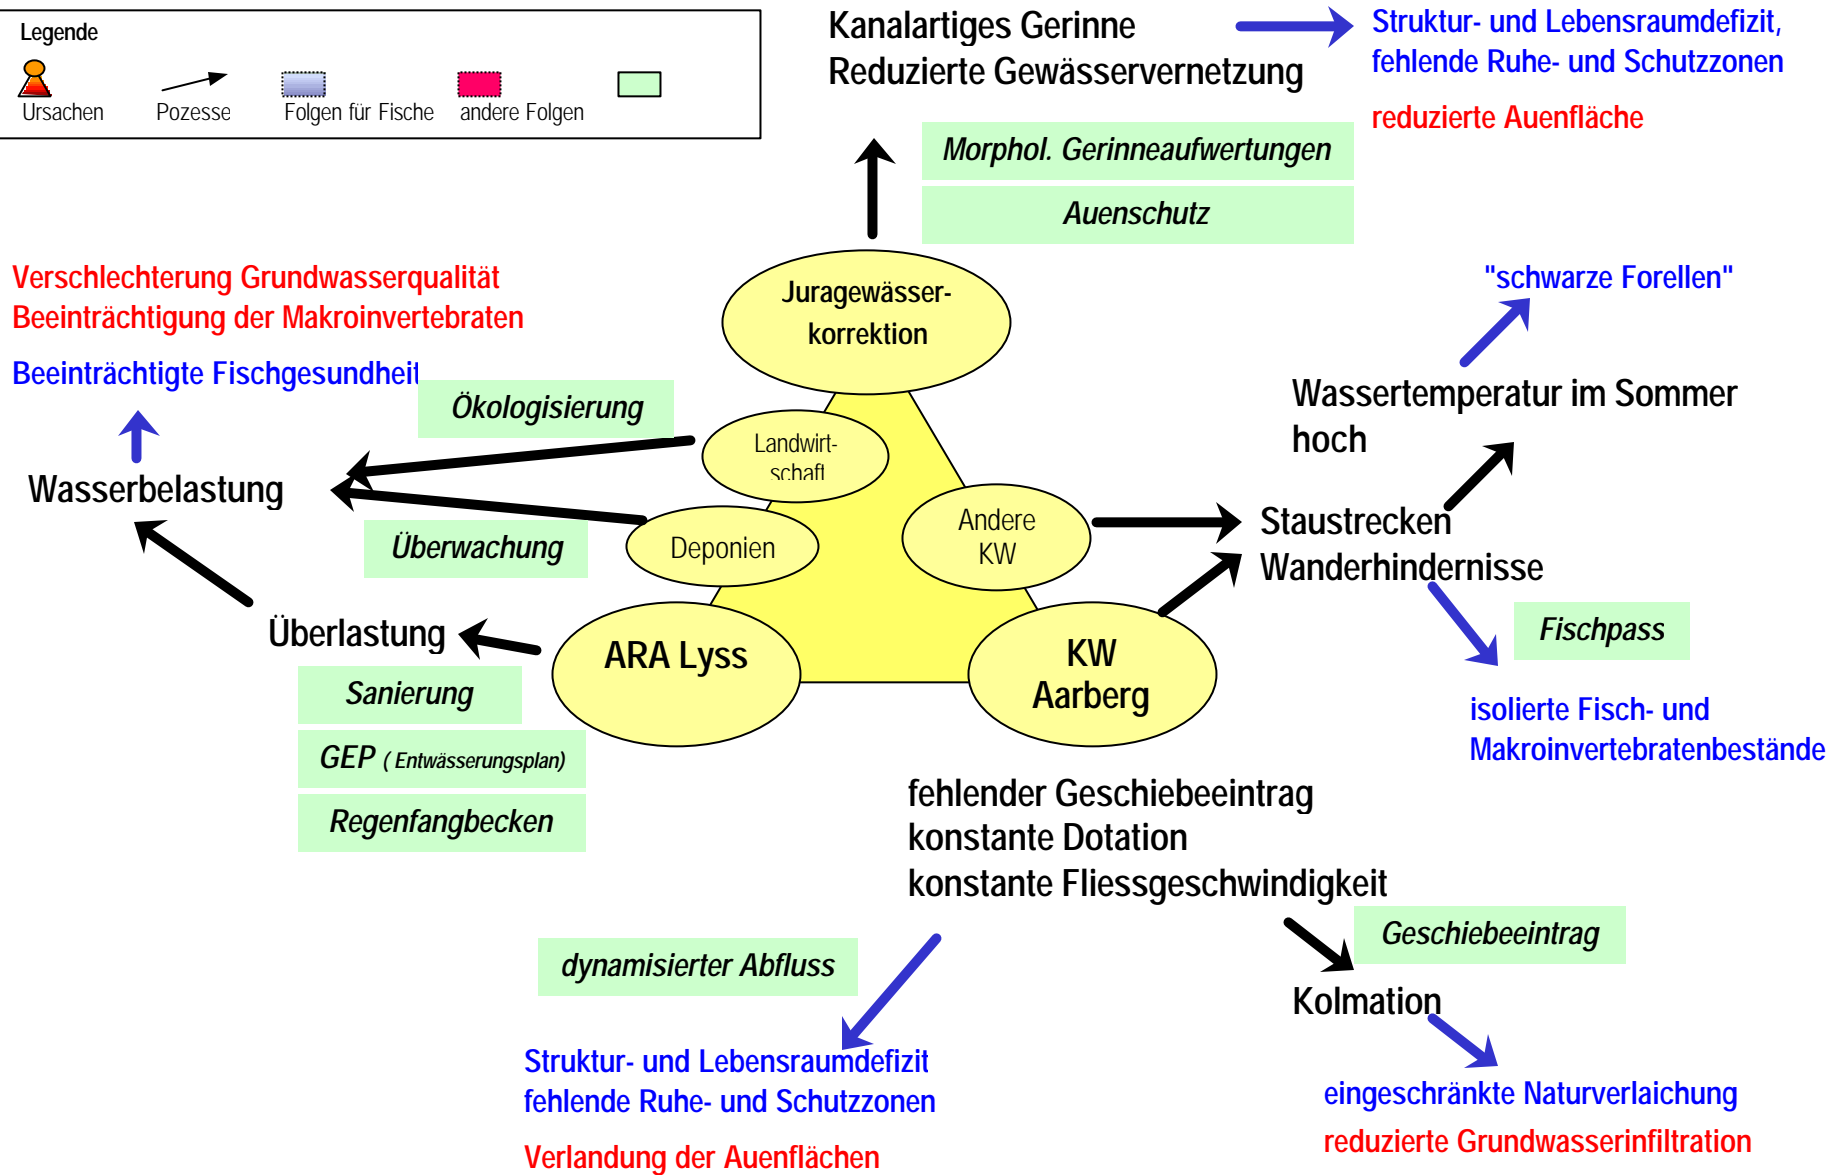 Legende
Ursachen
Pozesse
Folgen für Fische
andere Folgen
Kanalartiges Gerinne
Reduzierte Gewässervernetzung
Struktur- und Lebensraumdefizit,
fehlende Ruhe- und Schutzzonen
reduzierte Auenfläche
Morphol. Gerinneaufwertungen
Auenschutz
Verschlechterung Grundwasserqualität
Beeinträchtigung der Makroinvertebraten
Beeinträchtigte Fischgesundheit
Juragewässer-
korrektion
"schwarze Forellen"
Ökologisierung
Landwirt-
schaft
Wassertemperatur im Sommer
hoch
Wasserbelastung
Überwachung
Deponien
Andere
KW
Staustrecken
Wanderhindernisse
Überlastung
ARA Lyss
KW
Aarberg
Fischpass
Sanierung
GEP ( Entwässerungsplan)
Regenfangbecken
isolierte Fisch- und
Makroinvertebratenbestände
fehlender Geschiebeeintrag
konstante Dotation
konstante Fliessgeschwindigkeit
dynamisierter Abfluss
Geschiebeeintrag
Kolmation
Struktur- und Lebensraumdefizit
fehlende Ruhe- und Schutzzonen
Verlandung der Auenflächen
eingeschränkte Naturverlaichung
reduzierte Grundwasserinfiltration